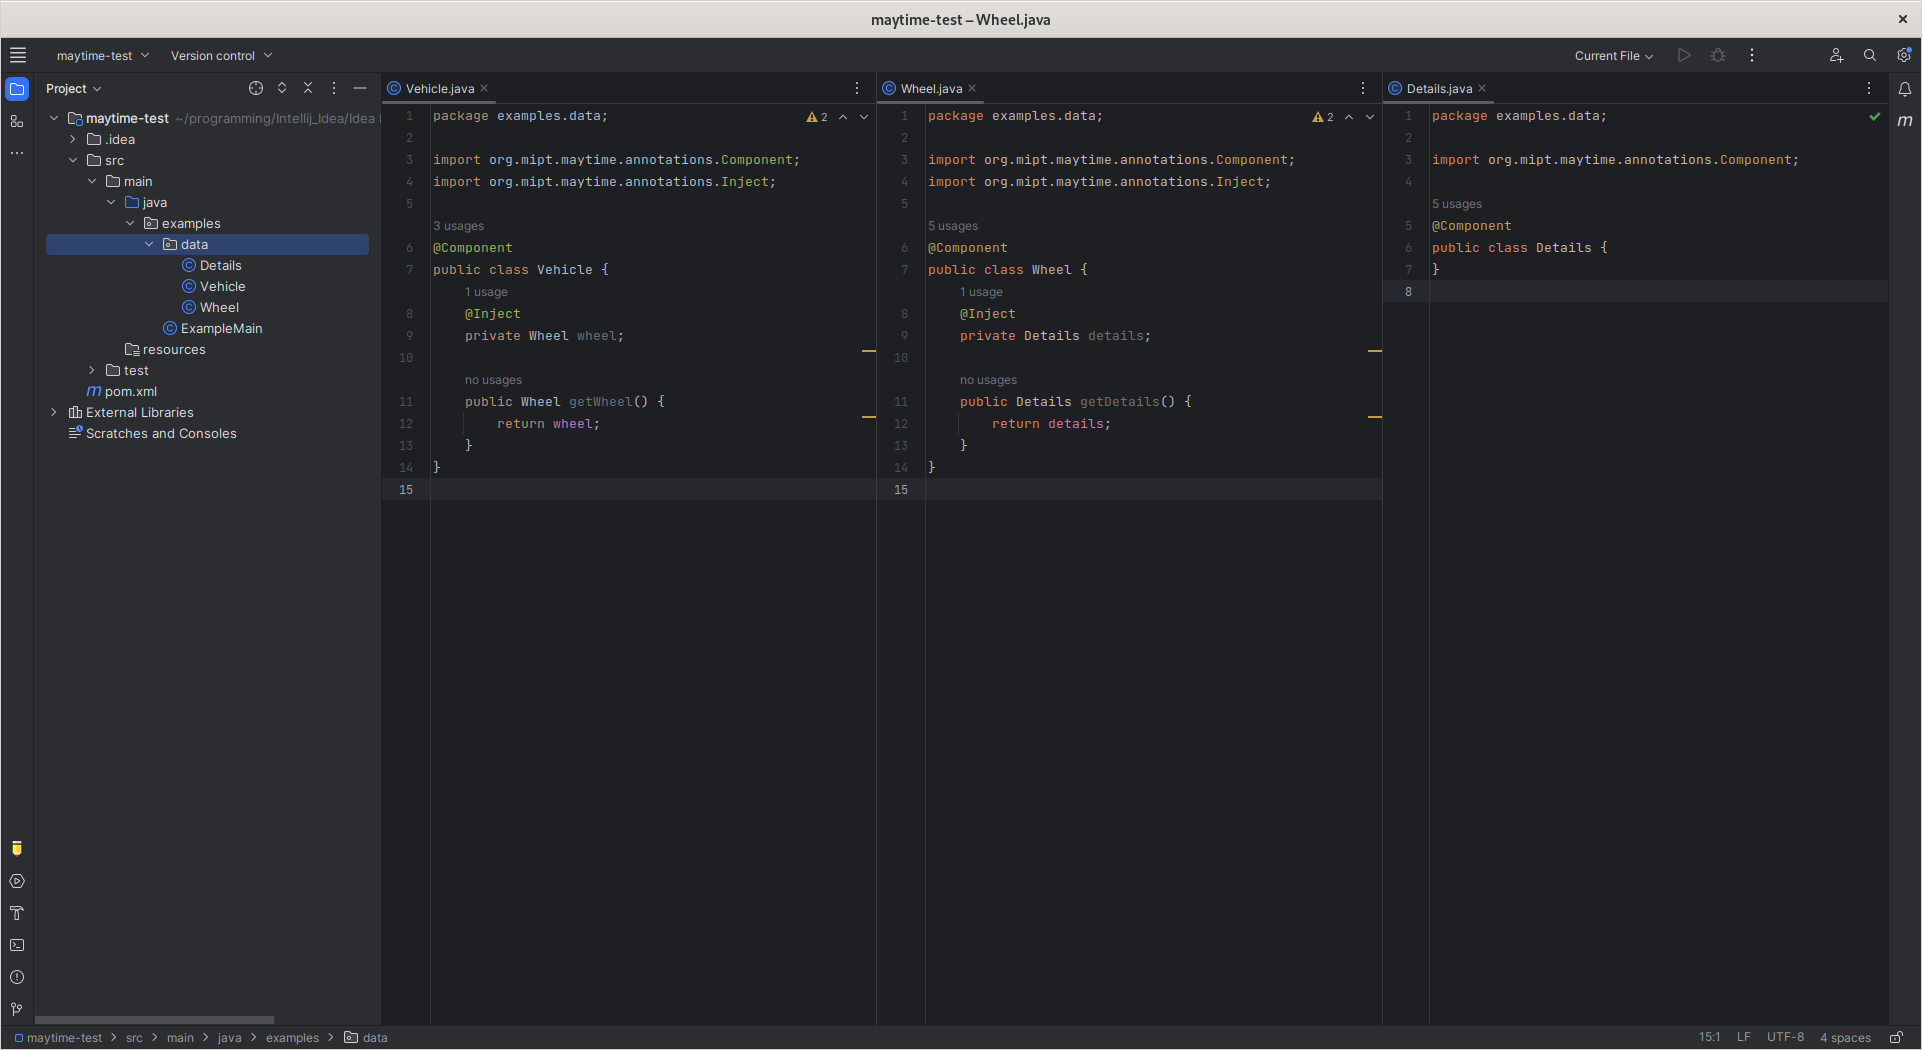 maytime-test – Wheel.java
maytime-test
Version control
Current File
Project
maytime-test ~/programming/Intellij_Idea/Idea
.idea
src
main
java
examples
data
Details
Vehicle
Wheel
ExampleMain
resources
test
m pom.xml
External Libraries
Scratches and Consoles
Vehicle.java
2
1 package examples.data;
2
3 import org.mipt.maytime.annotations.Component;
4 import org.mipt.maytime.annotations.Inject;
5
3 usages
6 @Component
7 public class Vehicle {
1 usage
8 @Inject
9 private Wheel wheel;
10
no usages
11 public Wheel getWheel() {
12 return wheel;
13 }
14 }
15
Wheel.java
2
1 package examples.data;
2
3 import org.mipt.maytime.annotations.Component;
4 import org.mipt.maytime.annotations.Inject;
5
5 usages
6 @Component
7 public class Wheel {
1 usage
8 @Inject
9 private Details details;
10
no usages
11 public Details getDetails() {
12 return details;
13 }
14 }
15
Details.java
1 package examples.data;
2
3 import org.mipt.maytime.annotations.Component;
4
5 usages
5 @Component
6 public class Details {
7 }
8
m
maytime-test > src > main > java > examples > data
15:1 LF UTF-8 4 spaces